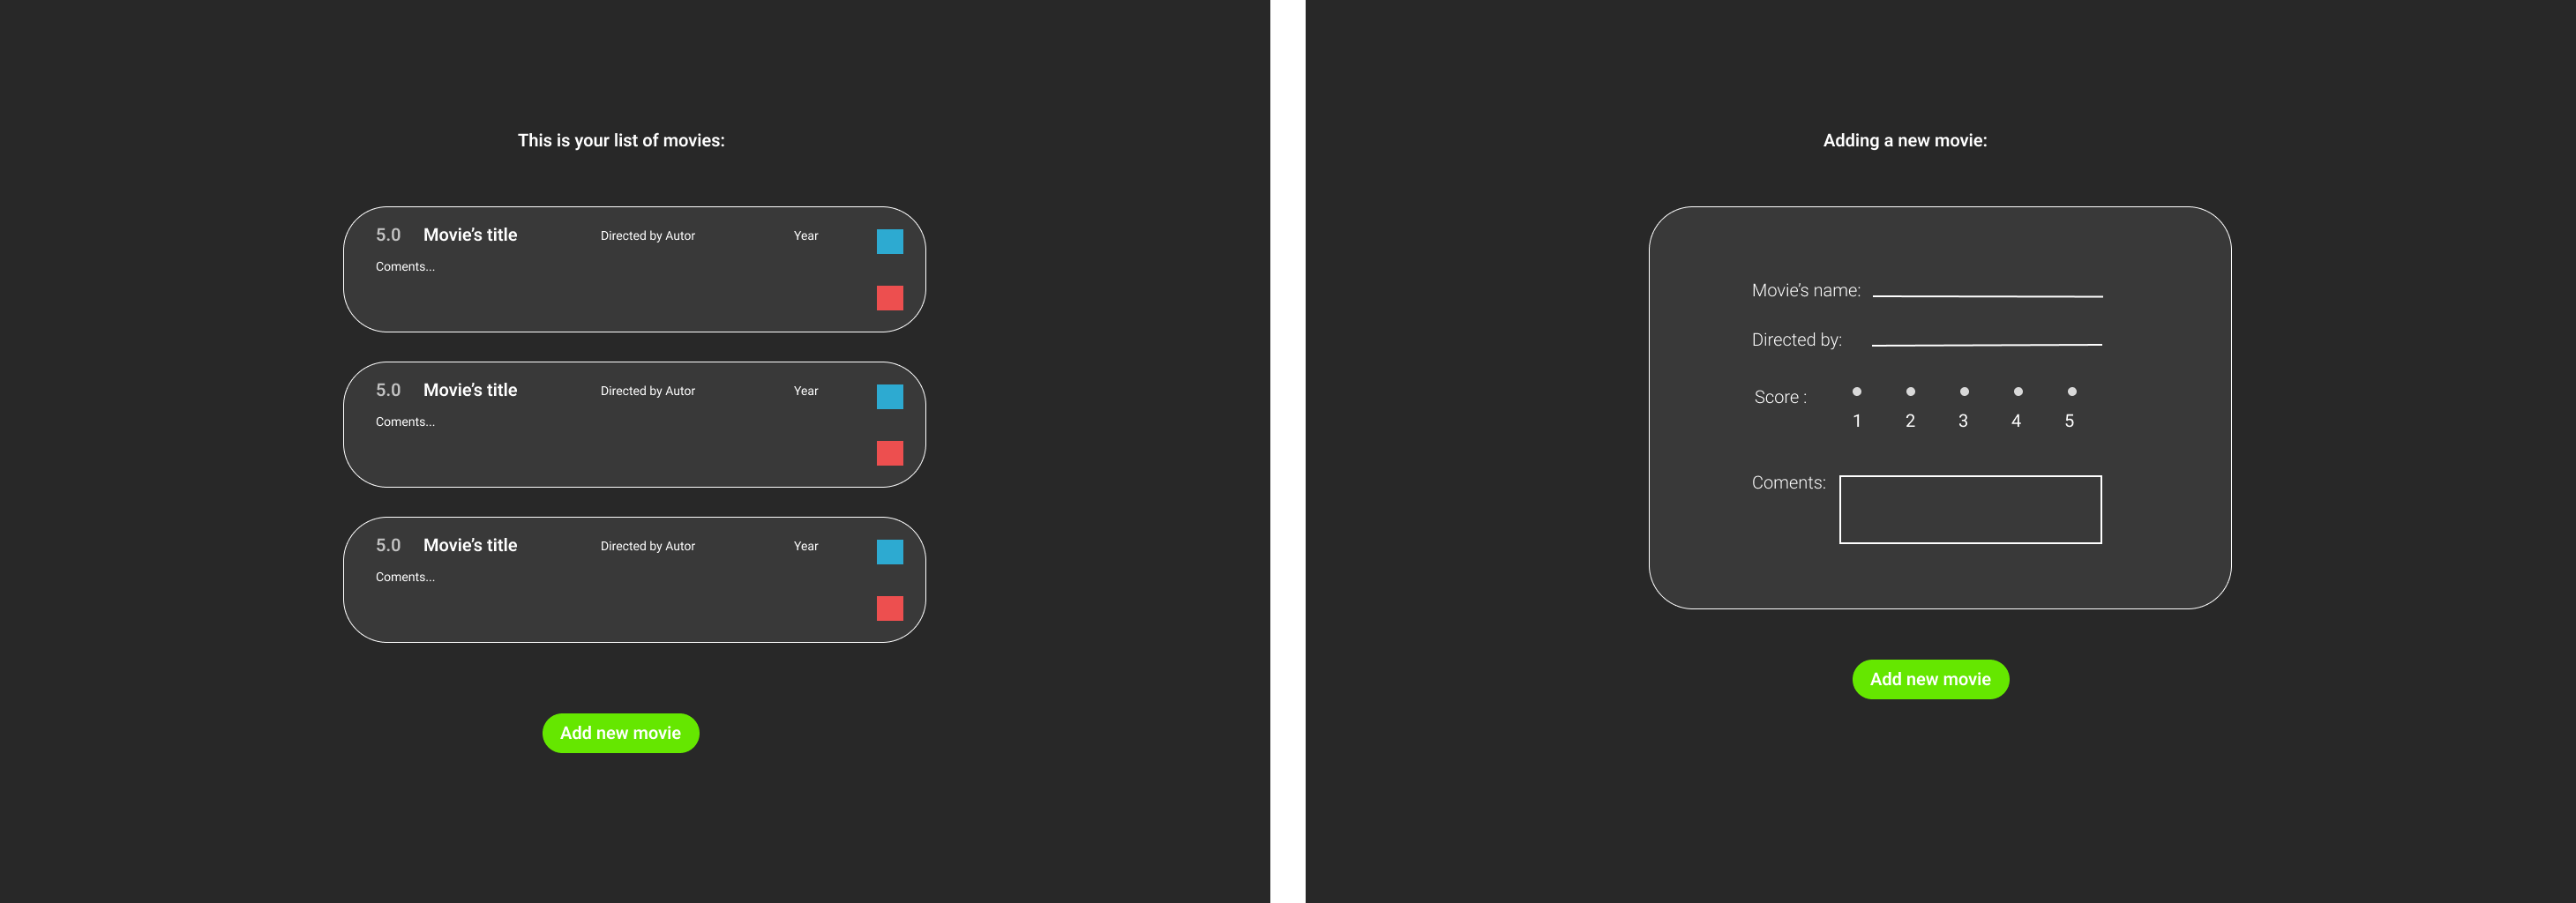 This is your list of movies:
5.0 Movie’s title Directed by Autor Year
Coments...
5.0 Movie’s title Directed by Autor Year
Coments...
5.0 Movie’s title Directed by Autor Year
Coments...
Add new movie
Adding a new movie:
Movie’s name:
Directed by:
Score :
1 2 3 4 5
Coments:
Add new movie